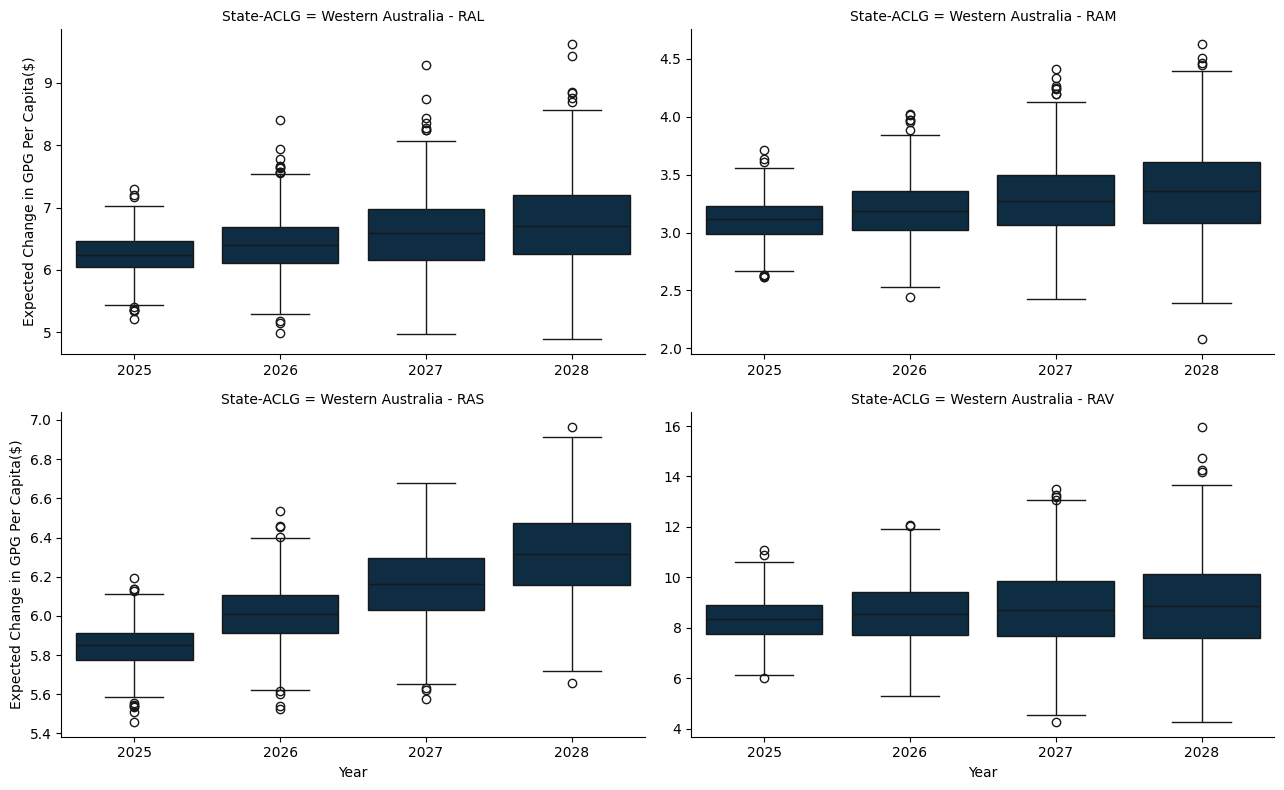 State-ACLG = Western Australia - RAL
Expected Change in GPG Per Capita($)
9
8
7
6
5
2025 2026 2027 2028
State-ACLG = Western Australia - RAM
4.5
4.0
3.5
3.0
2.5
2.0
2025 2026 2027 2028
State-ACLG = Western Australia - RAS
Expected Change in GPG Per Capita($)
7.0
6.8
6.6
6.4
6.2
6.0
5.8
5.6
5.4
2025 2026 2027 2028
Year
State-ACLG = Western Australia - RAV
16
14
12
10
8
6
4
2025 2026 2027 2028
Year